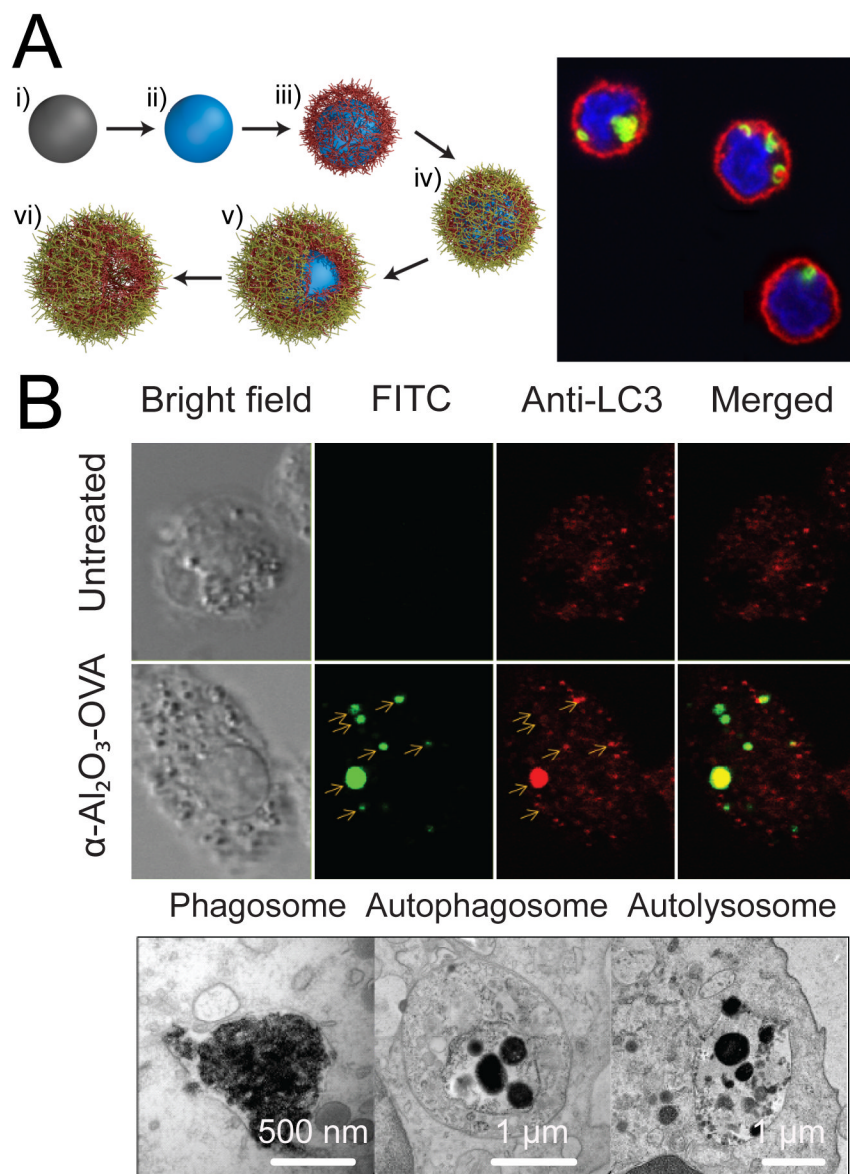 A
i)
ii)
iii)
iv)
v)
vi)
B
Bright field
FITC
Anti-LC3
Merged
Untreated
α-Al₂O₃-OVA
Phagosome
Autophagosome
Autolysosome
500 nm
1 μm
1 μm